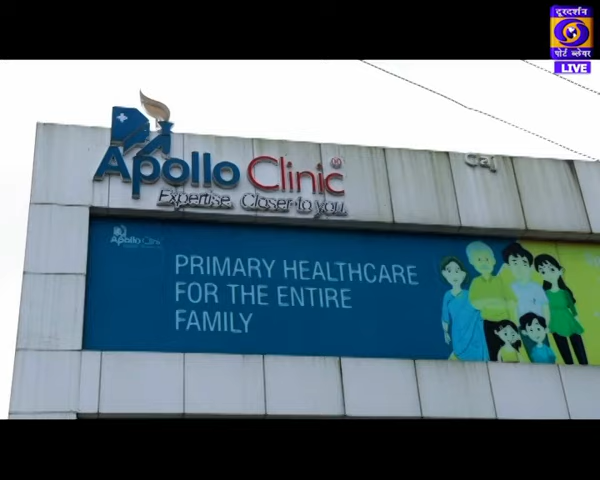 दूरदर्शन
पोर्ट ब्लेयर
LIVE
Apollo Clinic
Expertise. Closer to you.
Apollo Clinic
PRIMARY HEALTHCARE
FOR THE ENTIRE
FAMILY